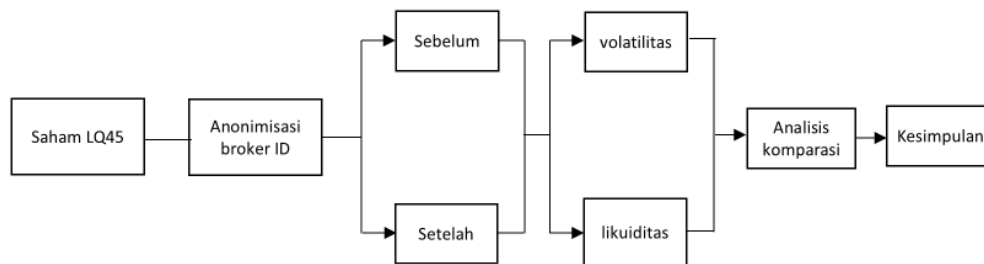 Saham LQ45
Anonimisasi
broker ID
Sebelum
Setelah
volatilitas
likuiditas
Analisis
komparasi
Kesimpulan